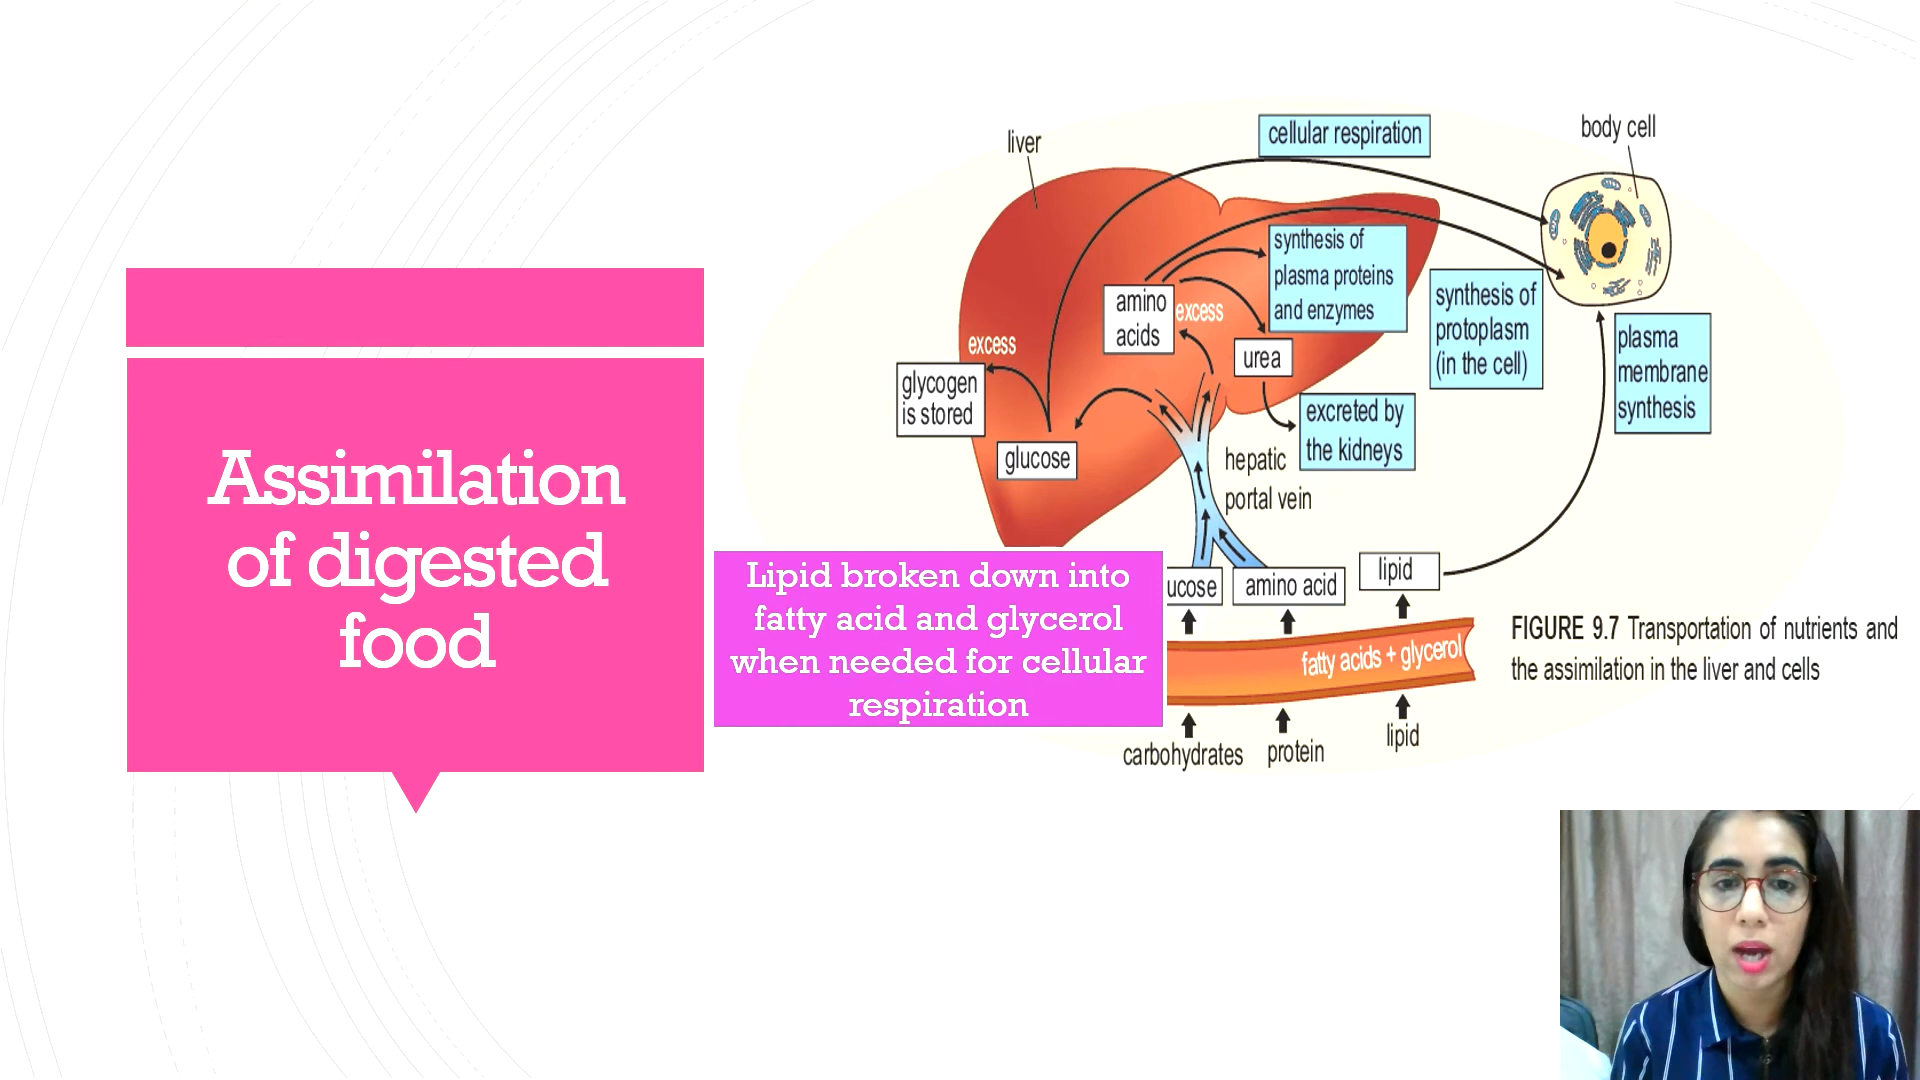 Assimilation
of digested
food
liver
cellular respiration
body cell
synthesis of
plasma proteins
and enzymes
amino
acids
excess
synthesis of
protoplasm
(in the cell)
plasma
membrane
synthesis
excess
urea
glycogen
is stored
excreted by
the kidneys
glucose
hepatic
portal vein
Lipid broken down into
fatty acid and glycerol
when needed for cellular
respiration
ucose
amino acid
lipid
fatty acids + glycerol
FIGURE 9.7 Transportation of nutrients and
the assimilation in the liver and cells
carbohydrates
protein
lipid